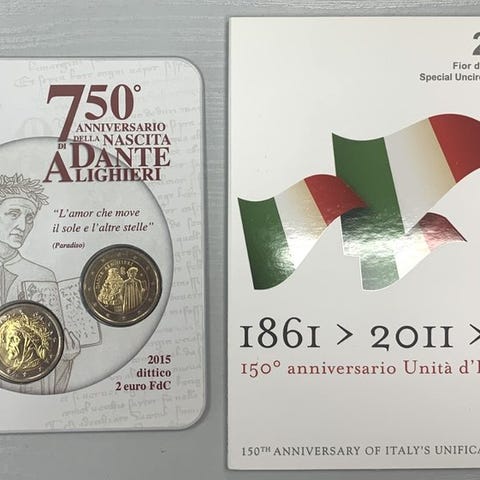 750°
ANNIVERSARIO
DELLA NASCITA
DI DANTE
ALIGHIERI
"L'amor che move
il sole e l'altre stelle"
(Paradiso)
2015
dittico
2 euro FdC
2
Fior d
Special Uncirc
1861 > 2011 >
150° anniversario Unità d'I
150TH ANNIVERSARY OF ITALY'S UNIFICA